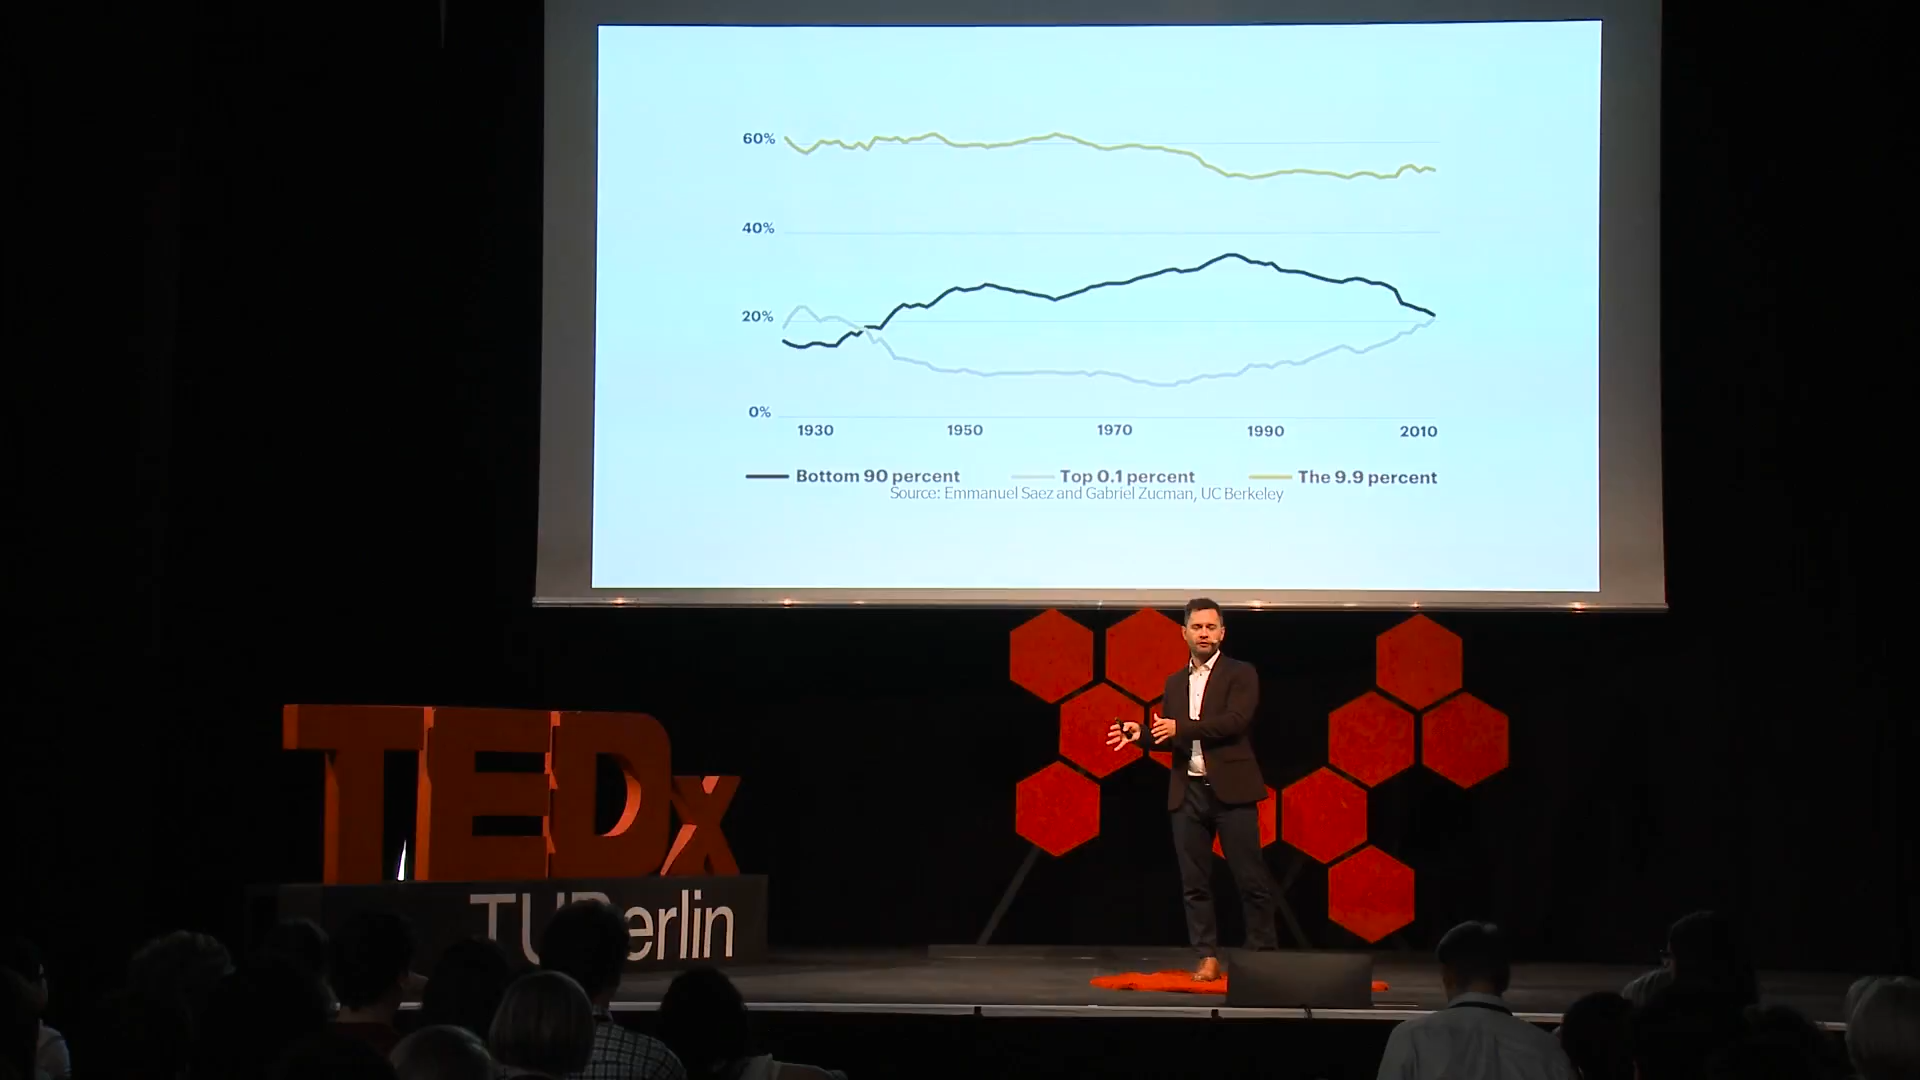 60%
40%
20%
0%
1930 1950 1970 1990 2010
Bottom 90 percent Top 0.1 percent The 9.9 percent
Source: Emmanuel Saez and Gabriel Zucman, UC Berkeley
TEDx